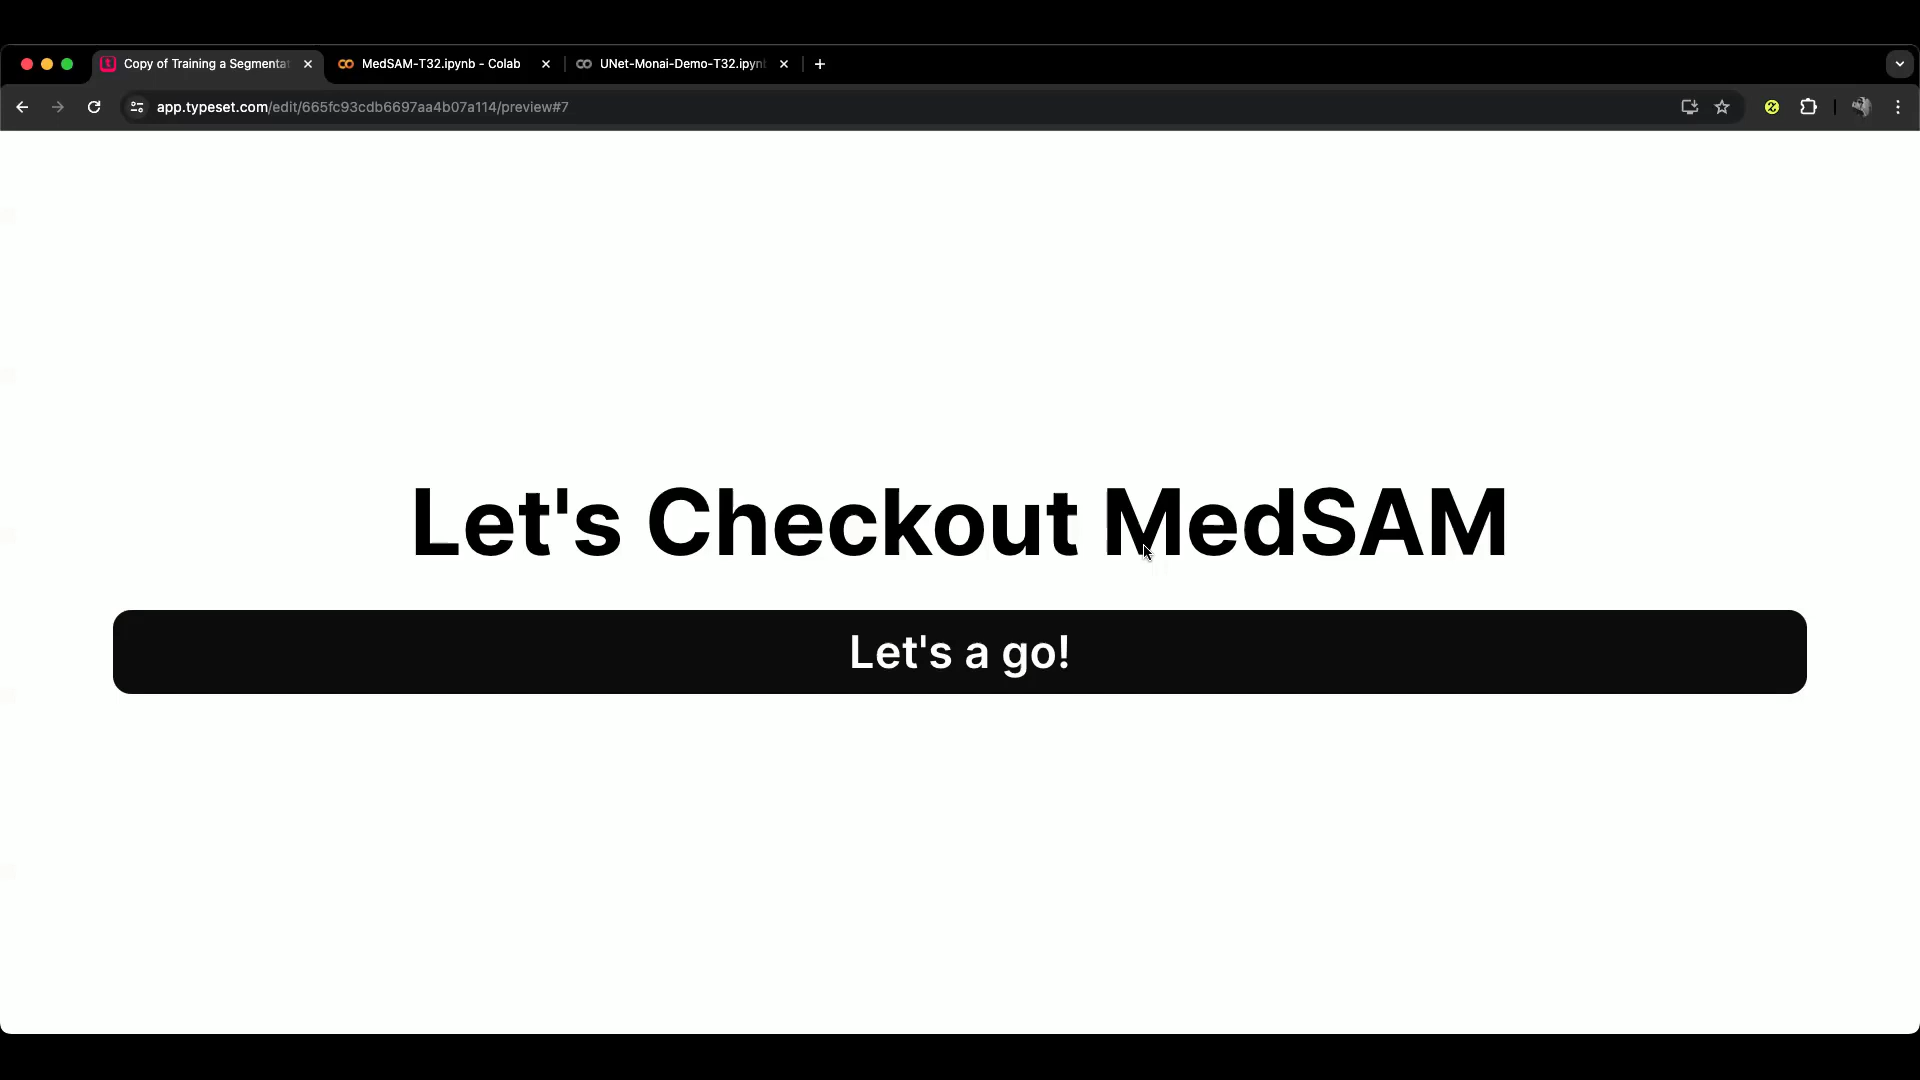 Copy of Training a Segmentat
MedSAM-T32.ipynb - Colab
UNet-Monai-Demo-T32.ipynb
app.typeset.com/edit/665fc93cdb6697aa4b07a114/preview#7
Let's Checkout MedSAM
Let's a go!